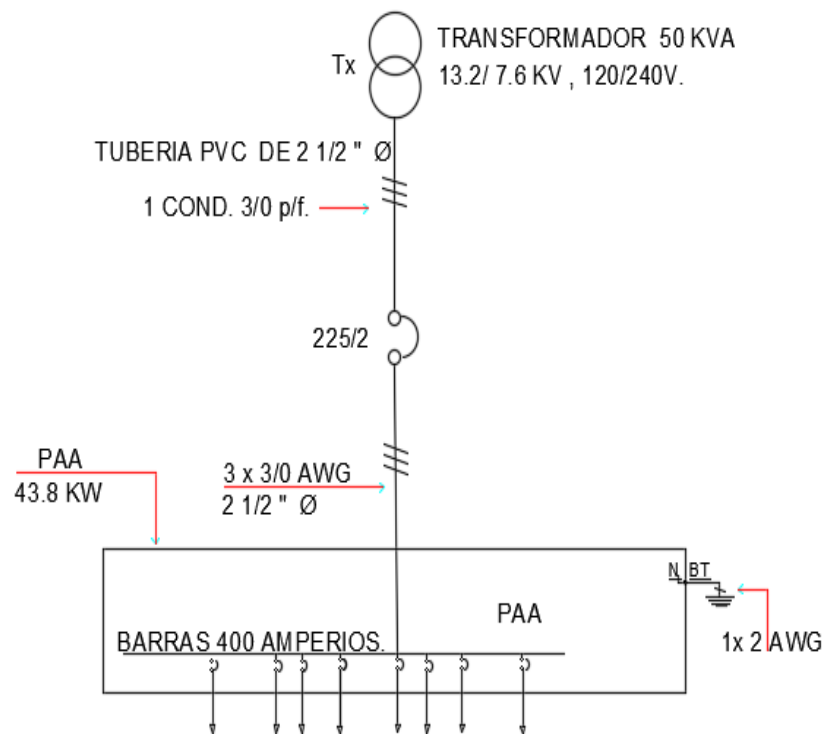 TRANSFORMADOR 50 KVA
Tx
13.2/ 7.6 KV , 120/240V.
TUBERIA PVC DE 2 1/2 " Ø
1 COND. 3/0 p/f.
225/2
PAA
43.8 KW
3 x 3/0 AWG
2 1/2 " Ø
N BT
PAA
BARRAS 400 AMPERIOS.
1x 2 AWG